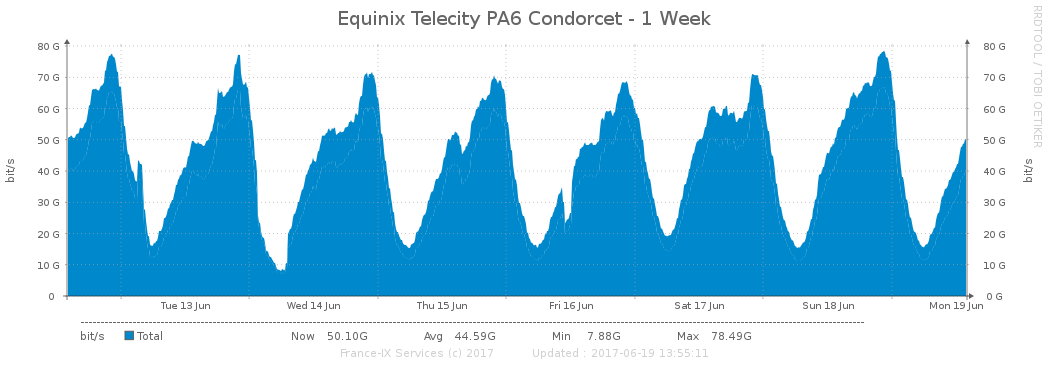 Equinix Telecity PA6 Condorcet - 1 Week
RRDTOOL / TOBI OETIKER
bit/s
80 G
70 G
60 G
50 G
40 G
30 G
20 G
10 G
0
80 G
70 G
60 G
50 G
40 G
30 G
20 G
10 G
0 G
bit/s
Tue 13 Jun Wed 14 Jun Thu 15 Jun Fri 16 Jun Sat 17 Jun Sun 18 Jun Mon 19 Jun
bit/s Total Now 50.10G Avg 44.59G Min 7.88G Max 78.49G
France-IX Services (c) 2017 Updated : 2017-06-19 13:55:11